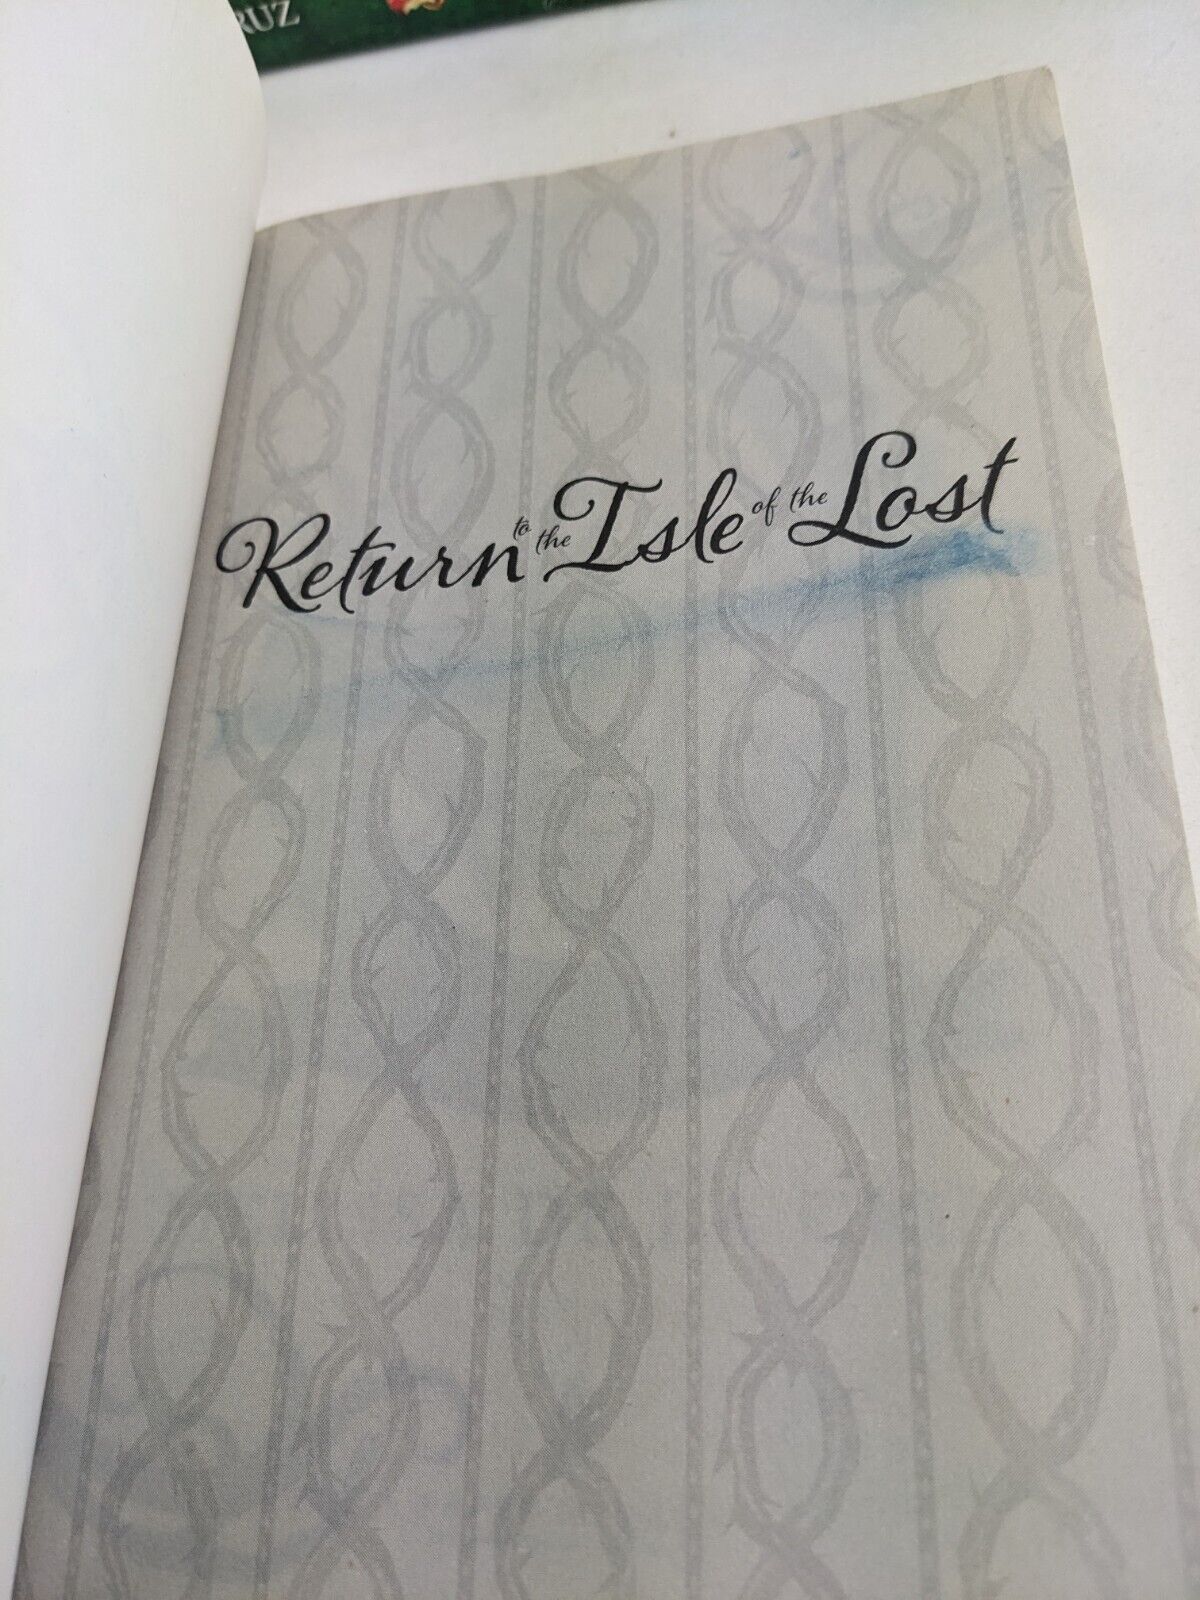 RUZ
Return to the Isle of the Lost